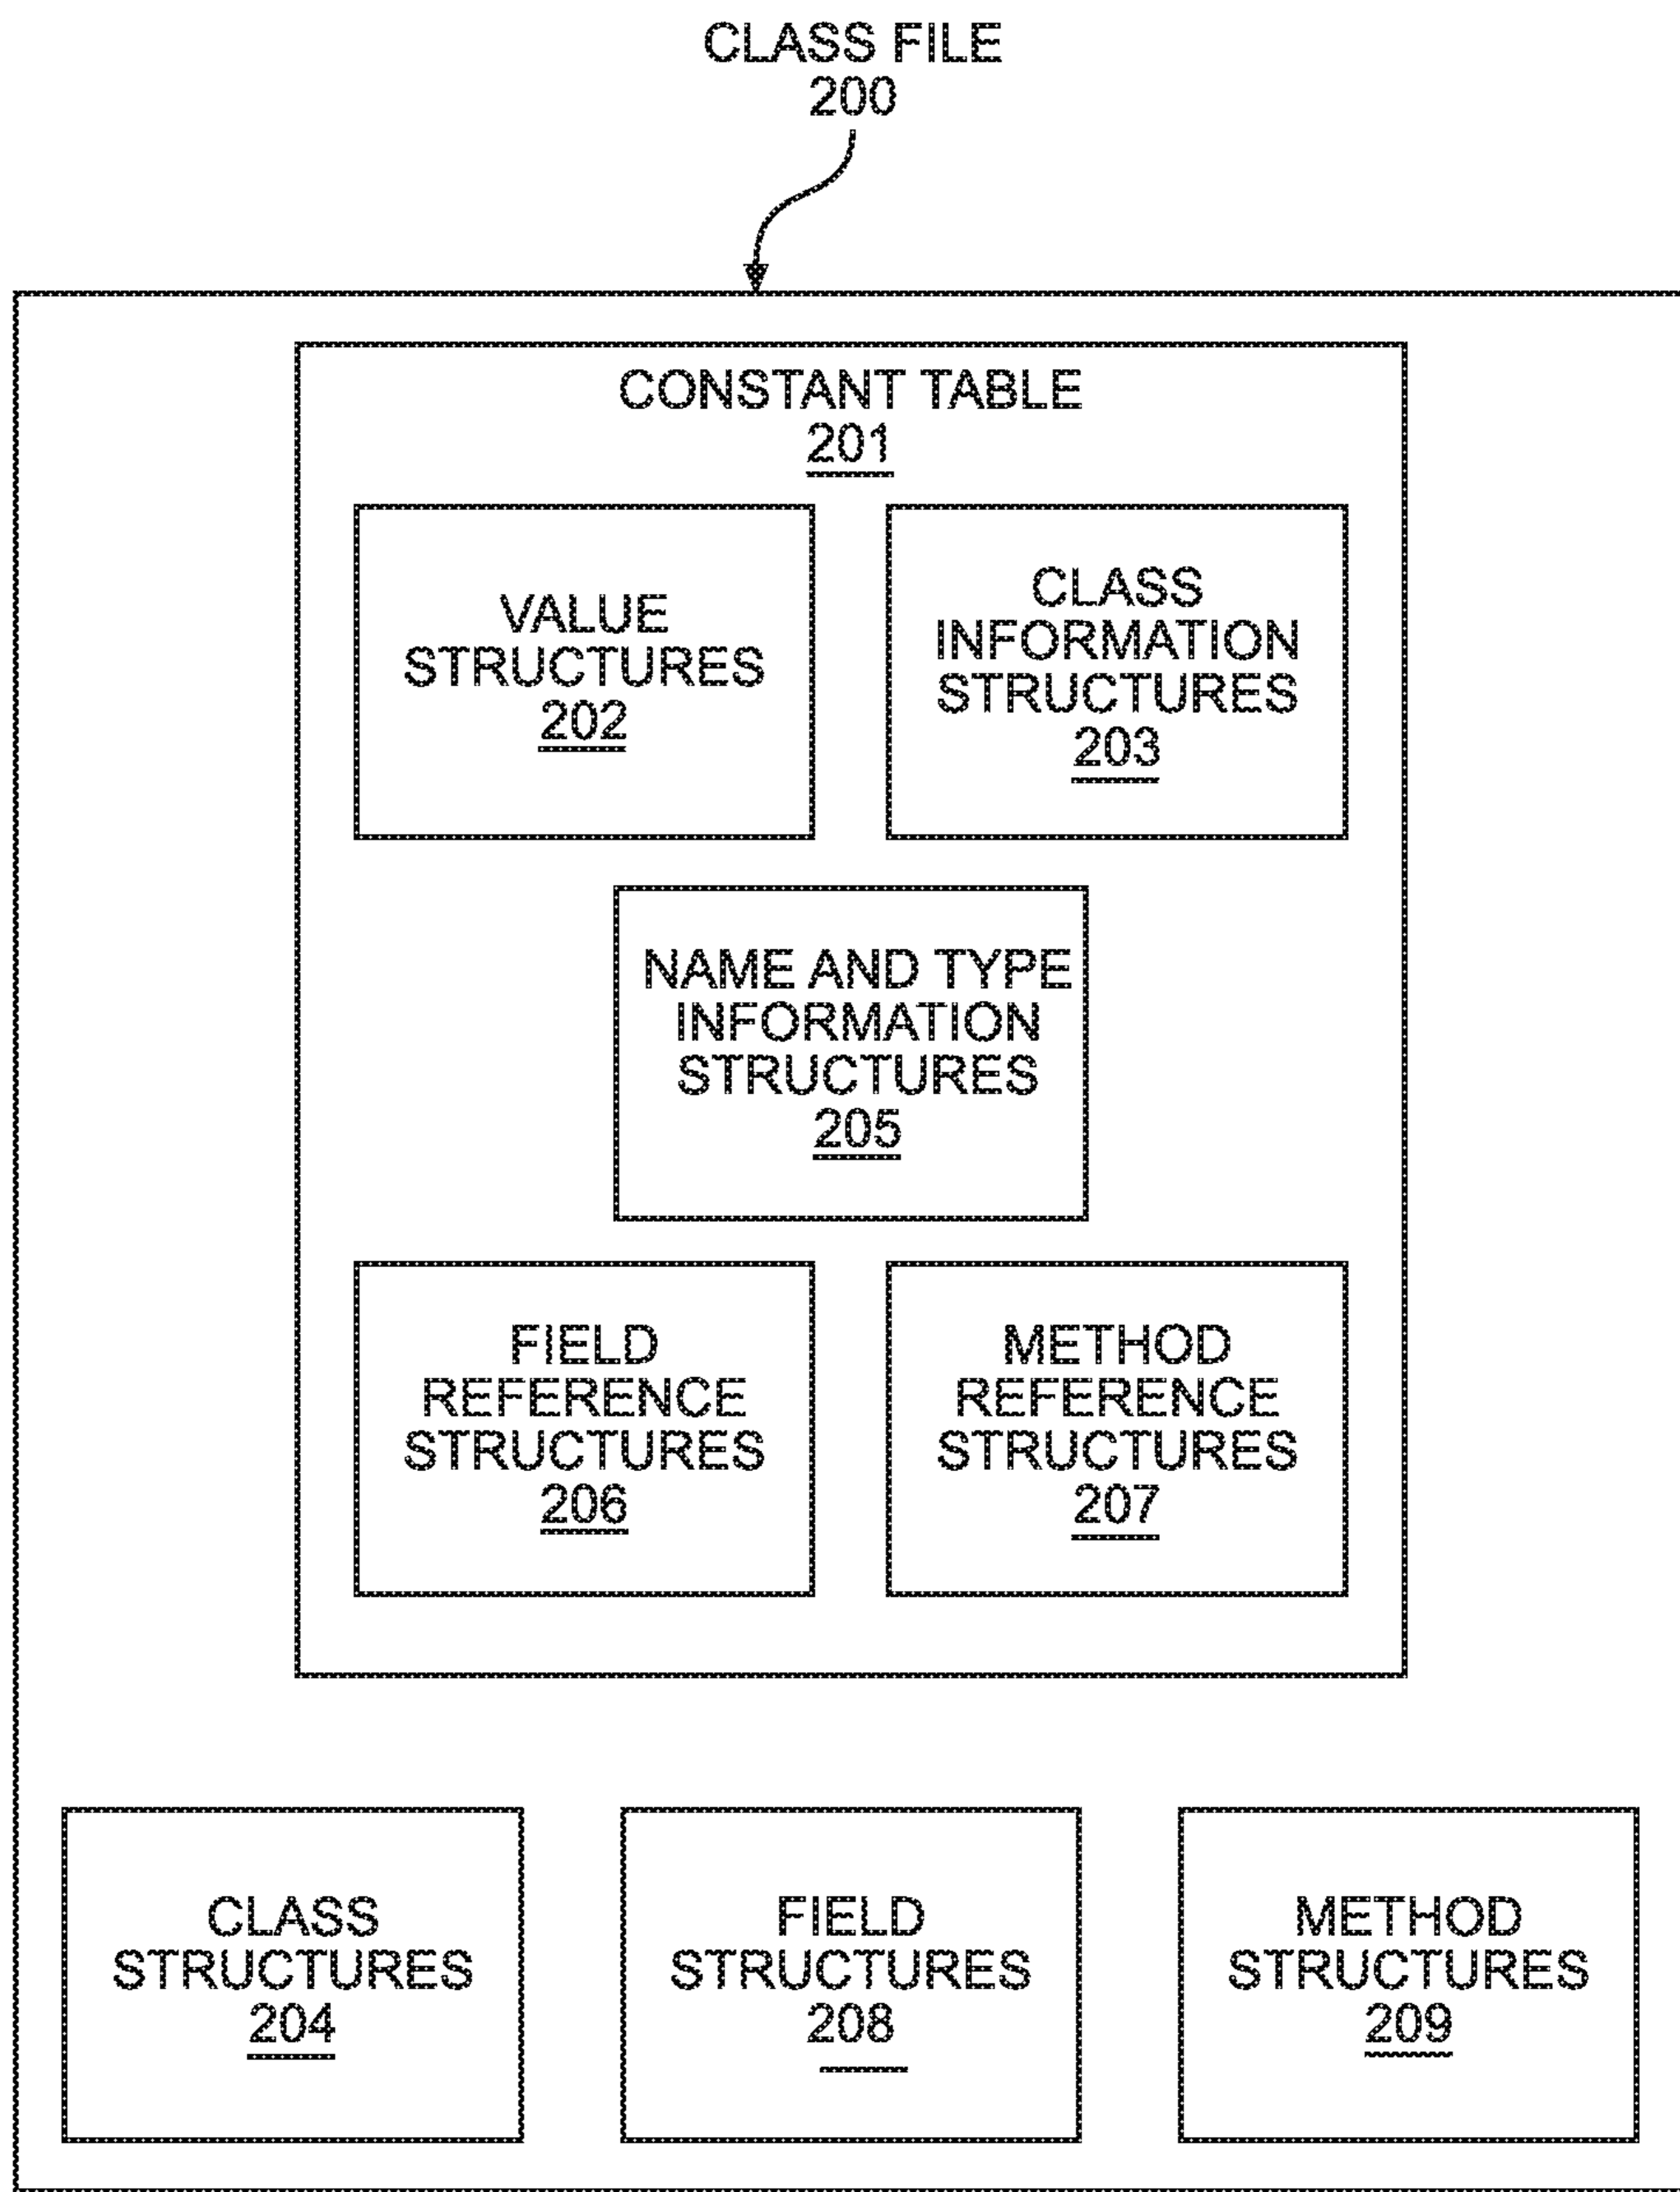 CLASS FILE
200
CONSTANT TABLE
201
VALUE
STRUCTURES
202
CLASS
INFORMATION
STRUCTURES
203
NAME AND TYPE
INFORMATION
STRUCTURES
205
FIELD
REFERENCE
STRUCTURES
206
METHOD
REFERENCE
STRUCTURES
207
CLASS
STRUCTURES
204
FIELD
STRUCTURES
208
METHOD
STRUCTURES
209